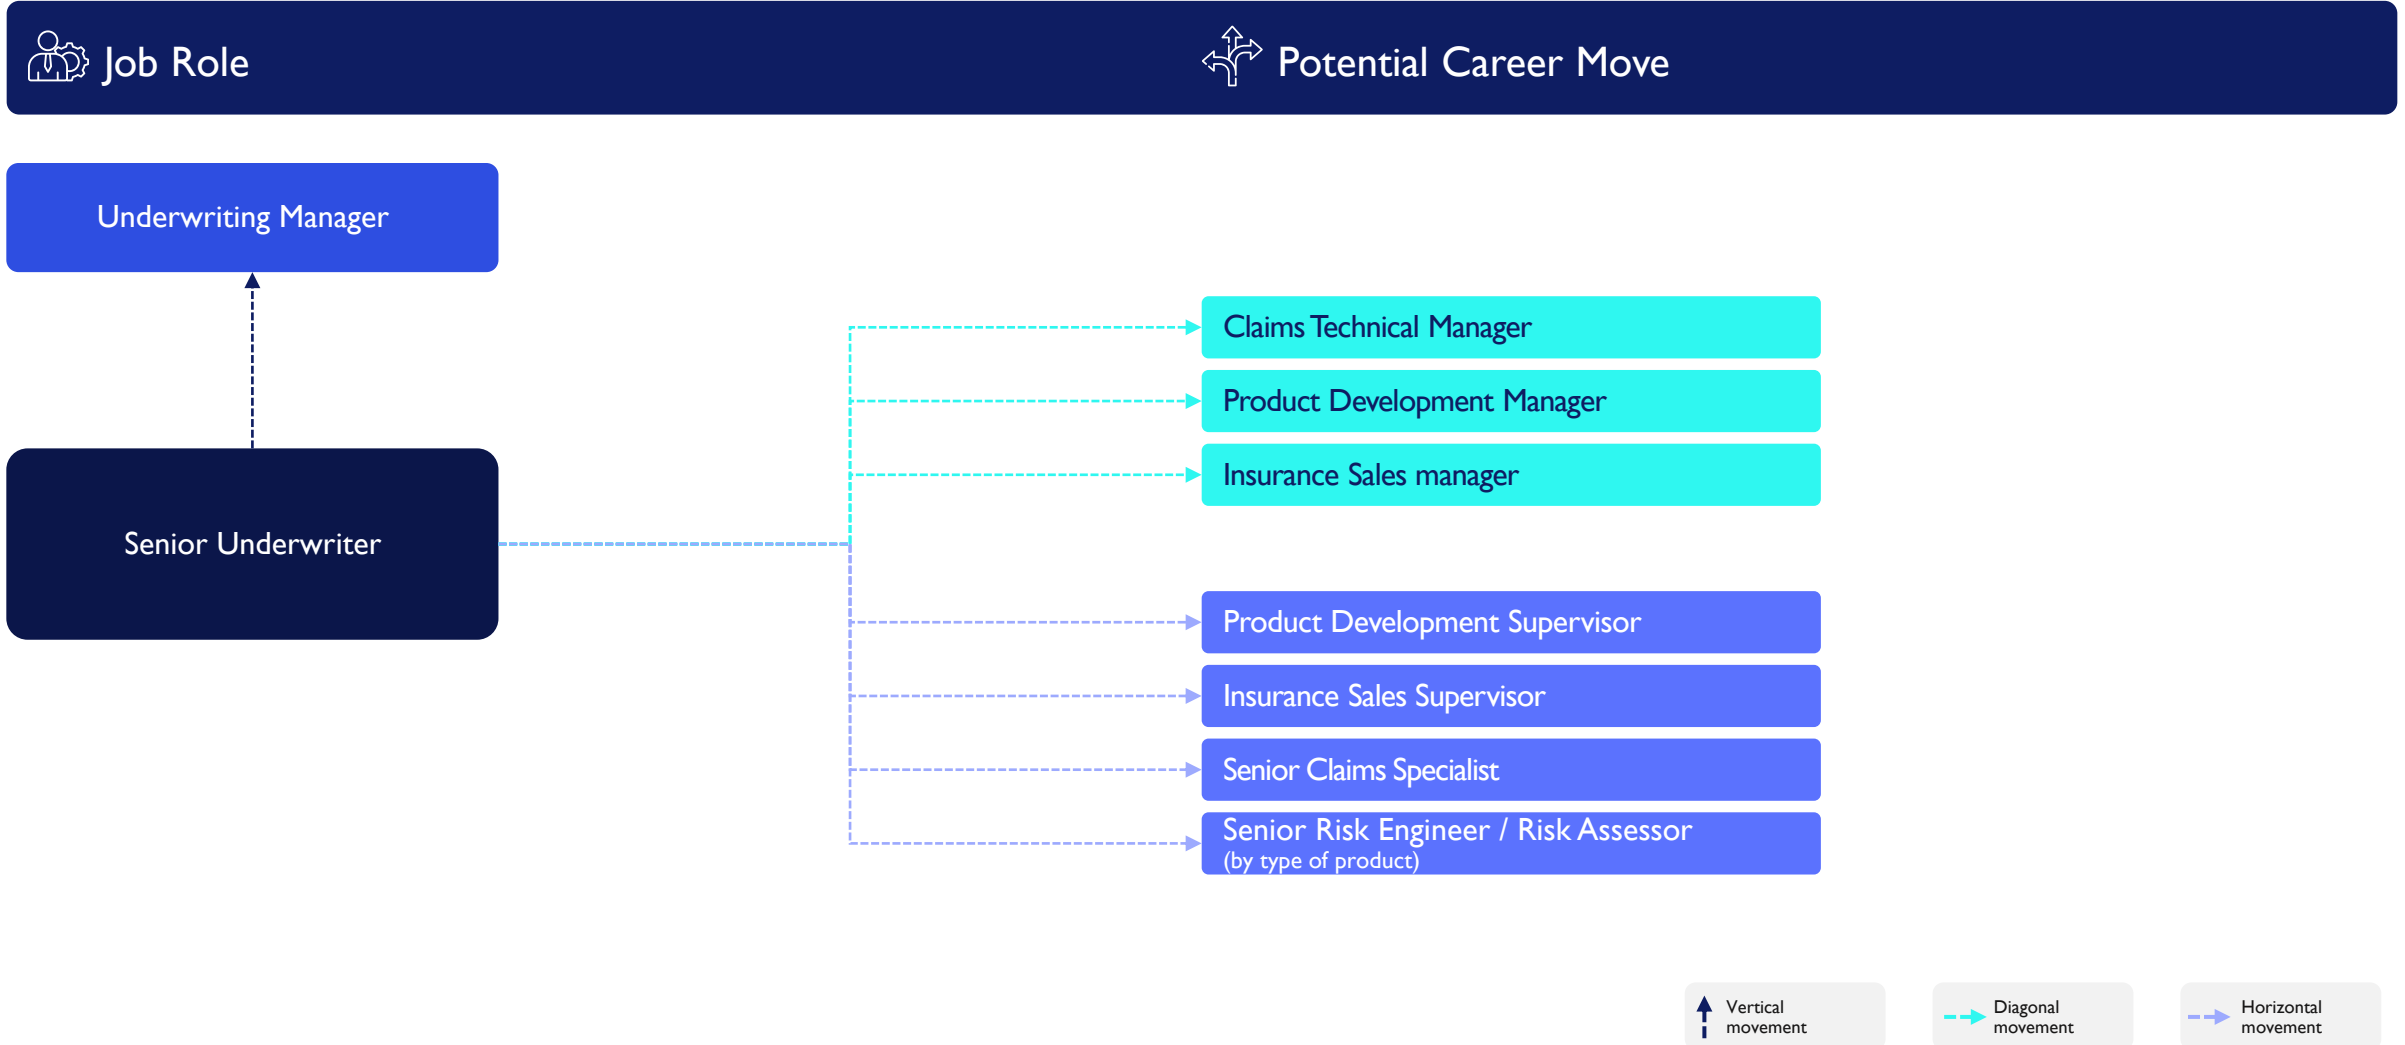 Job Role
Potential Career Move
Underwriting Manager
Claims Technical Manager
Product Development Manager
Insurance Sales manager
Senior Underwriter
Product Development Supervisor
Insurance Sales Supervisor
Senior Claims Specialist
Senior Risk Engineer / Risk Assessor
(by type of product)
Vertical
movement
Diagonal
movement
Horizontal
movement